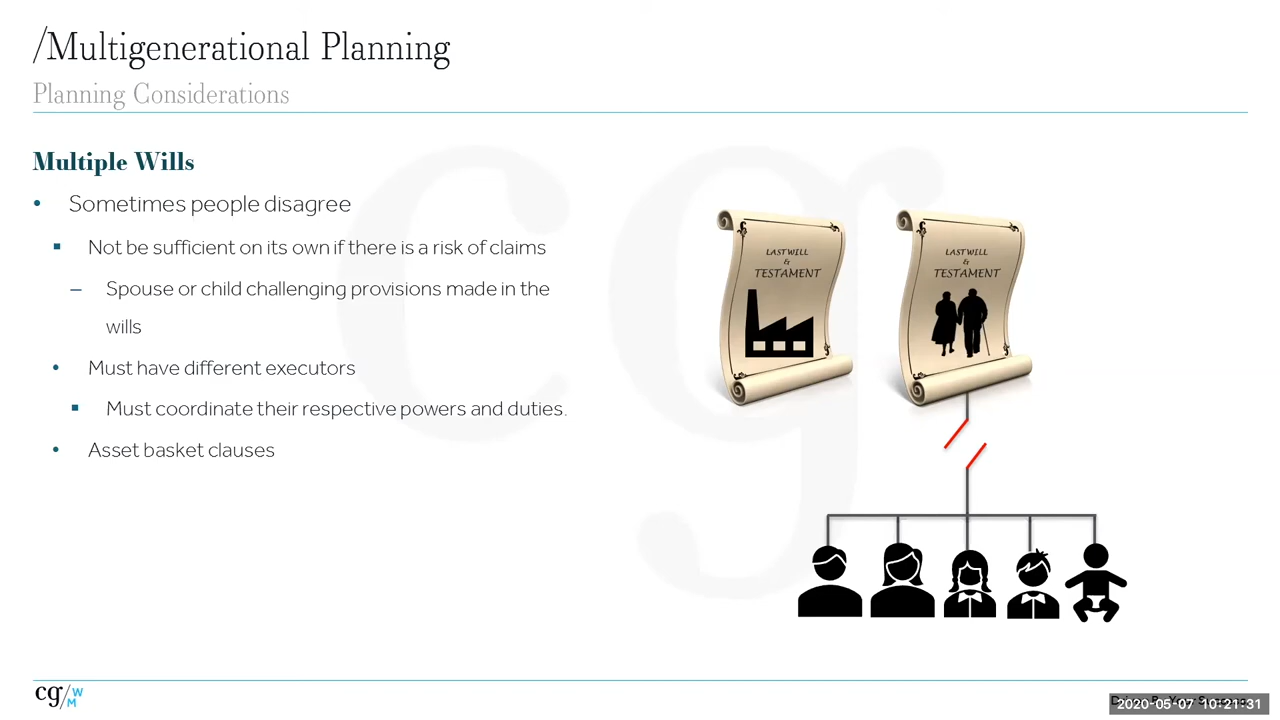 /Multigenerational Planning
Planning Considerations
Multiple Wills
• Sometimes people disagree
▪ Not be sufficient on its own if there is a risk of claims
– Spouse or child challenging provisions made in the
wills
• Must have different executors
▪ Must coordinate their respective powers and duties.
• Asset basket clauses
LAST WILL
&
TESTAMENT
LAST WILL
&
TESTAMENT
cg/WM
2020-05-07 10:21:31